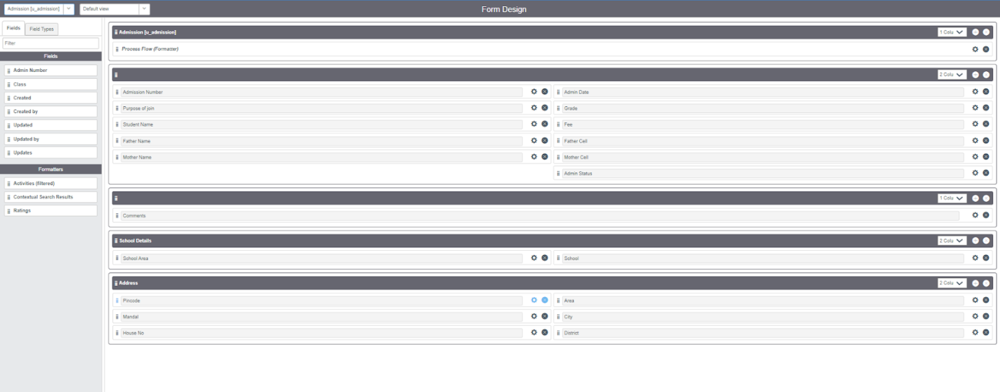 Admission [u_admission]
Default view
Form Design
Fields
Field Types
Filter
Fields
Admin Number
Class
Created
Created by
Updated
Updated by
Updates
Formatters
Activities (filtered)
Contextual Search Results
Ratings
Admission [u_admission]
1 Colu
Process Flow (Formatter)
2 Colu
Admission Number
Admin Date
Purpose of join
Grade
Student Name
Fee
Father Name
Father Cell
Mother Name
Mother Cell
Admin Status
1 Colu
Comments
School Details
2 Colu
School Area
School
Address
2 Colu
Pincode
Area
Mandal
City
House No
District